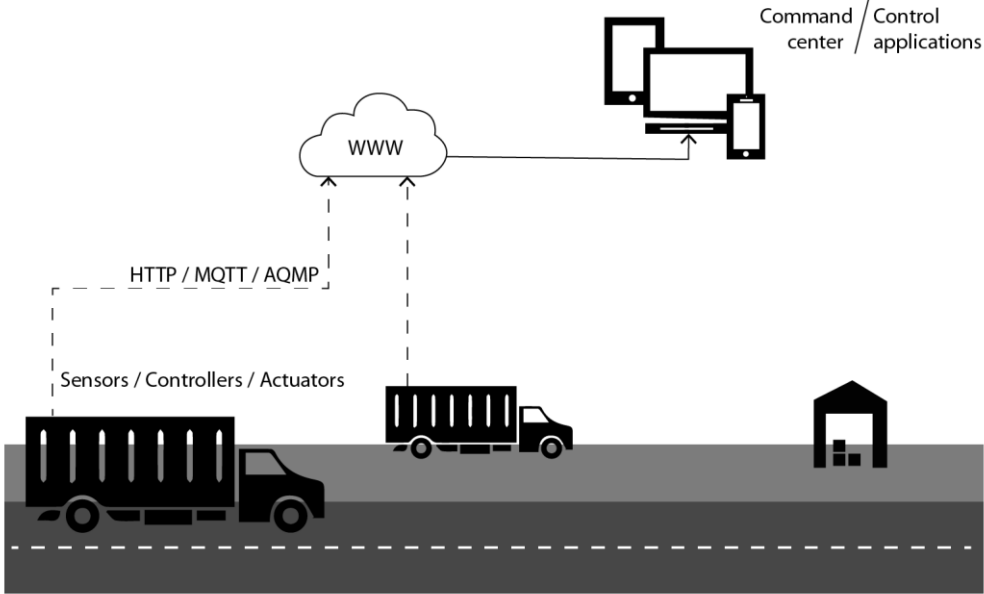 Command / Control
center / applications
WWW
HTTP / MQTT / AQMP
Sensors / Controllers / Actuators